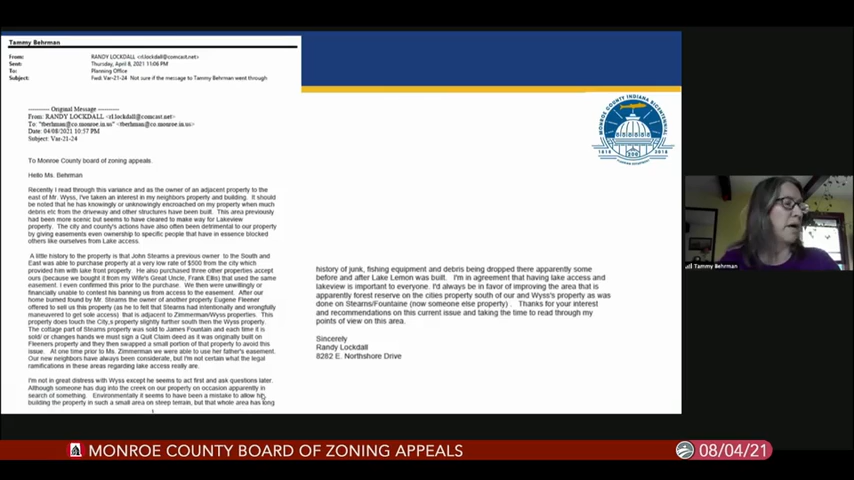 Tammy Behrman
From: RANDY LOCKDALL <rl.lockdall@comcast.net>
Sent: Thursday, April 8, 2021 11:06 PM
To: Planning Office
Subject: Fwd: Var-21-24 Not sure if the message to Tammy Behrman went through
---------- Original Message ----------
From: RANDY LOCKDALL <rl.lockdall@comcast.net>
To: "tberhman@co.monroe.in.us" <tberhman@co.monroe.in.us>
Date: 04/08/2021 10:57 PM
Subject: Var-21-24
To Monroe County board of zoning appeals.
Hello Ms. Behrman
Recently I read through this variance and as the owner of an adjacent property to the
east of Mr. Wyss, I've taken an interest in my neighbors property and building. It should
be noted that he has knowingly or unknowingly encroached on my property when much
debris etc from the driveway and other structures have been built. This area previously
had been more scenic but seems to have cleared to make way for Lakeview
property. The city and county's actions have also often been detrimental to our property
by giving easements even ownership to specific people that have in essence blocked
others like ourselves from Lake access.
A little history to the property is that John Stearns a previous owner to the South and
East was able to purchase property at a very low rate of $500 from the city which
provided him with lake front property. He also purchased three other properties accept
ours (because we bought it from my Wife's Great Uncle, Frank Ellis) that used the same
easement. I even confirmed this prior to the purchase. We then were unwillingly or
financially unable to contest his banning us from access to the easement. After our
home burned found by Mr. Stearns the owner of another property Eugene Fleener
offered to sell us this property (as he to felt that Stearns had intentionally and wrongfully
maneuvered to get sole access) that is adjacent to Zimmerman/Wyss properties. This
property does touch the City,s property slightly further south then the Wyss property.
The cottage part of Stearns property was sold to James Fountain and each time it is
sold/ or changes hands we must sign a Quit Claim deed as it was originally built on
Fleeners property and they then swapped a small portion of that property to avoid this
issue. At one time prior to Ms. Zimmerman we were able to use her father's easement.
Our new neighbors have always been considerate, but I'm not certain what the legal
ramifications of these areas regarding lake access really are.
I'm not in great distress with Wyss except he seems to act first and ask questions later.
Although someone has dug into the creek on our property on occasion apparently in
search of something. Environmentally it seems to have been a mistake to allow
building the property in such a small area on steep terrain, but that whole area has long
1
history of junk, fishing equipment and debris being dropped there apparently some
before and after Lake Lemon was built. I'm in agreement that having lake access and
lakeview is important to everyone. I'd always be in favor of improving the area that is
apparently forest reserve on the cities property south of our and Wyss's property as was
done on Stearns/Fountaine (now someone else property) . Thanks for your interest
and recommendations on this current issue and taking the time to read through my
points of view on this area.
Sincerely
Randy Lockdall
8282 E. Northshore Drive
MONROE COUNTY INDIANA BICENTENNIAL
1818 200 2018
Tammy Behrman
MONROE COUNTY BOARD OF ZONING APPEALS
08/04/21